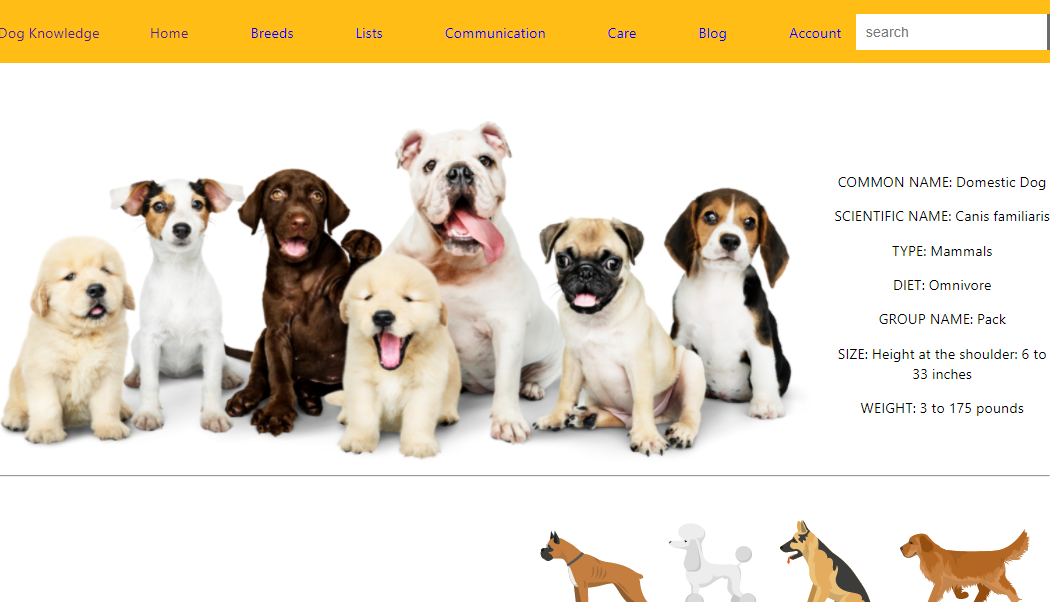 Dog Knowledge Home Breeds Lists Communication Care Blog Account search
COMMON NAME: Domestic Dog
SCIENTIFIC NAME: Canis familiaris
TYPE: Mammals
DIET: Omnivore
GROUP NAME: Pack
SIZE: Height at the shoulder: 6 to
33 inches
WEIGHT: 3 to 175 pounds